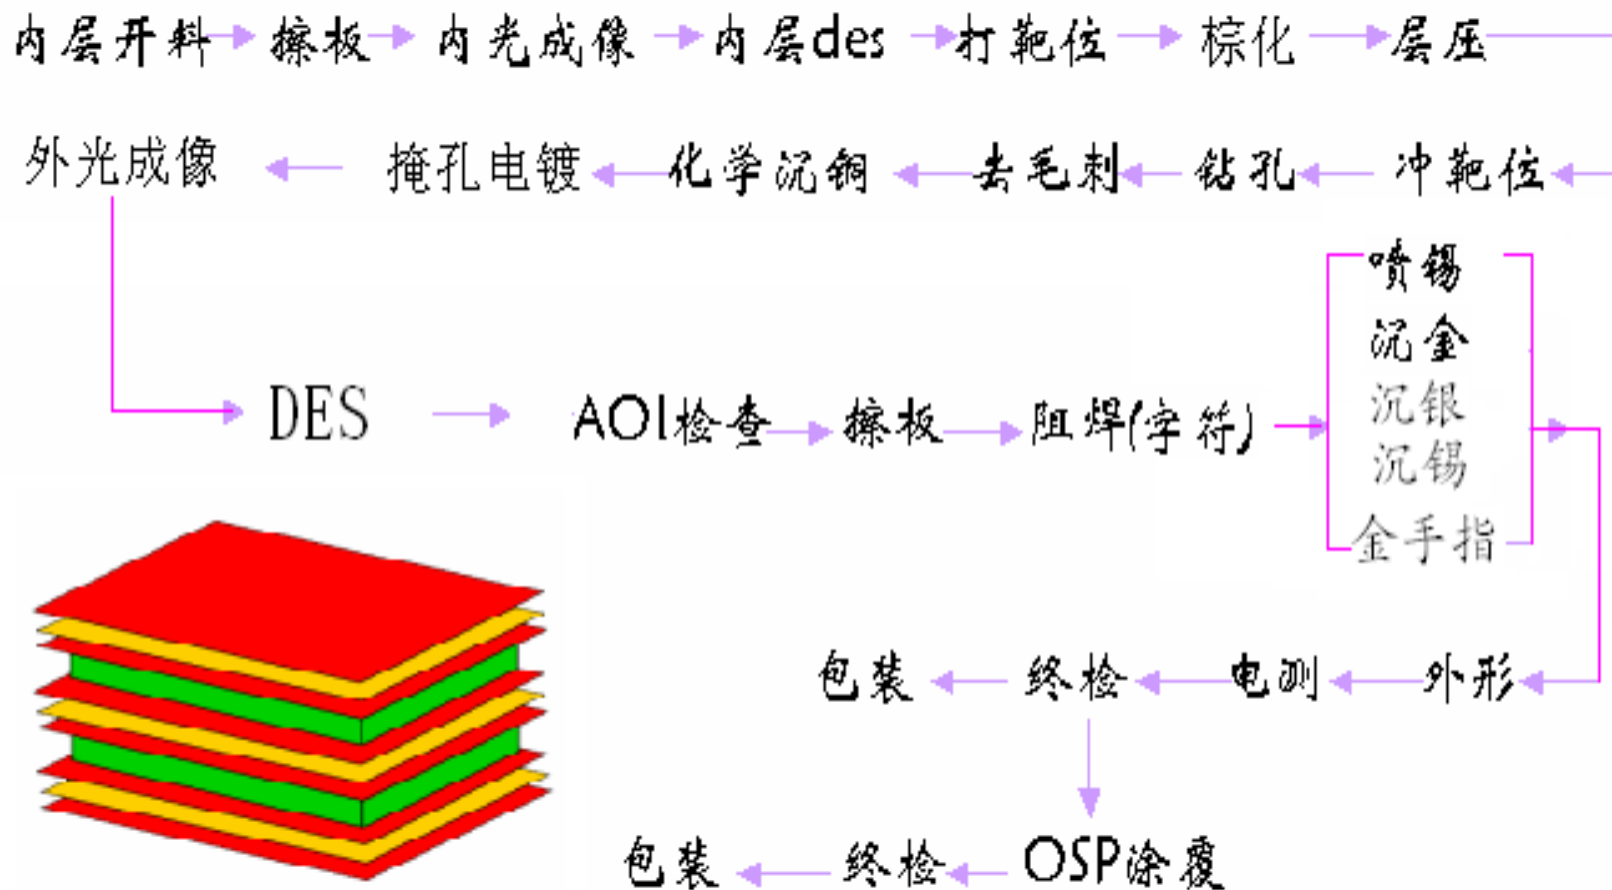 内层开料 擦板 内光成像 内层des 打靶位 棕化 层压
外光成像 掩孔电镀 化学沉铜 去毛刺 钻孔 冲靶位
喷锡
沉金
DES AOI检查 擦板 阻焊(字符) 沉银
沉锡
金手指
包装 终检 电测 外形
包装 终检 OSP涂覆